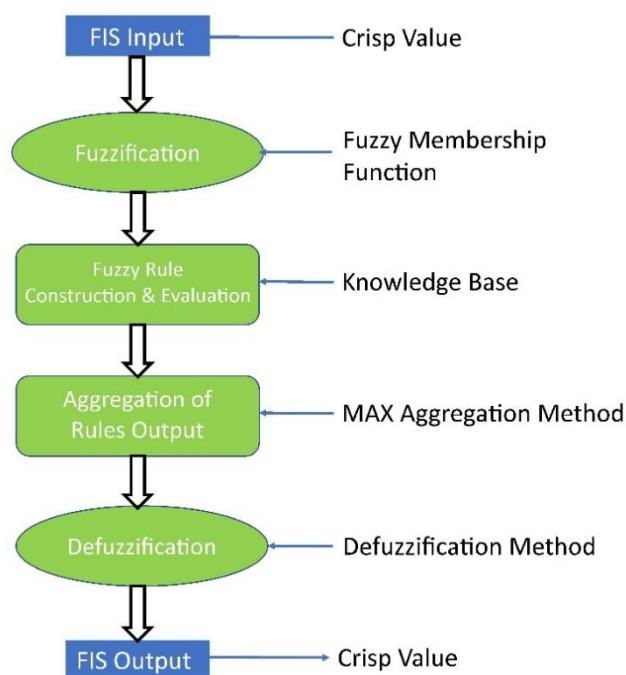 FIS Input
Crisp Value
Fuzzification
Fuzzy Membership
Function
Fuzzy Rule
Construction & Evaluation
Knowledge Base
Aggregation of
Rules Output
MAX Aggregation Method
Defuzzification
Defuzzification Method
FIS Output
Crisp Value